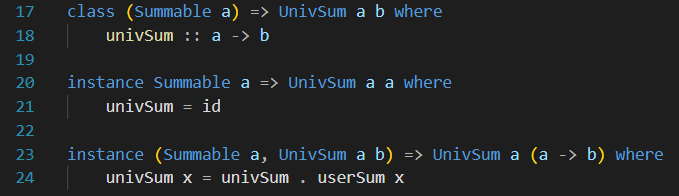 17 class (Summable a) => UnivSum a b where
18     univSum :: a -> b
19
20 instance Summable a => UnivSum a a where
21     univSum = id
22
23 instance (Summable a, UnivSum a b) => UnivSum a (a -> b) where
24     univSum x = univSum . userSum x